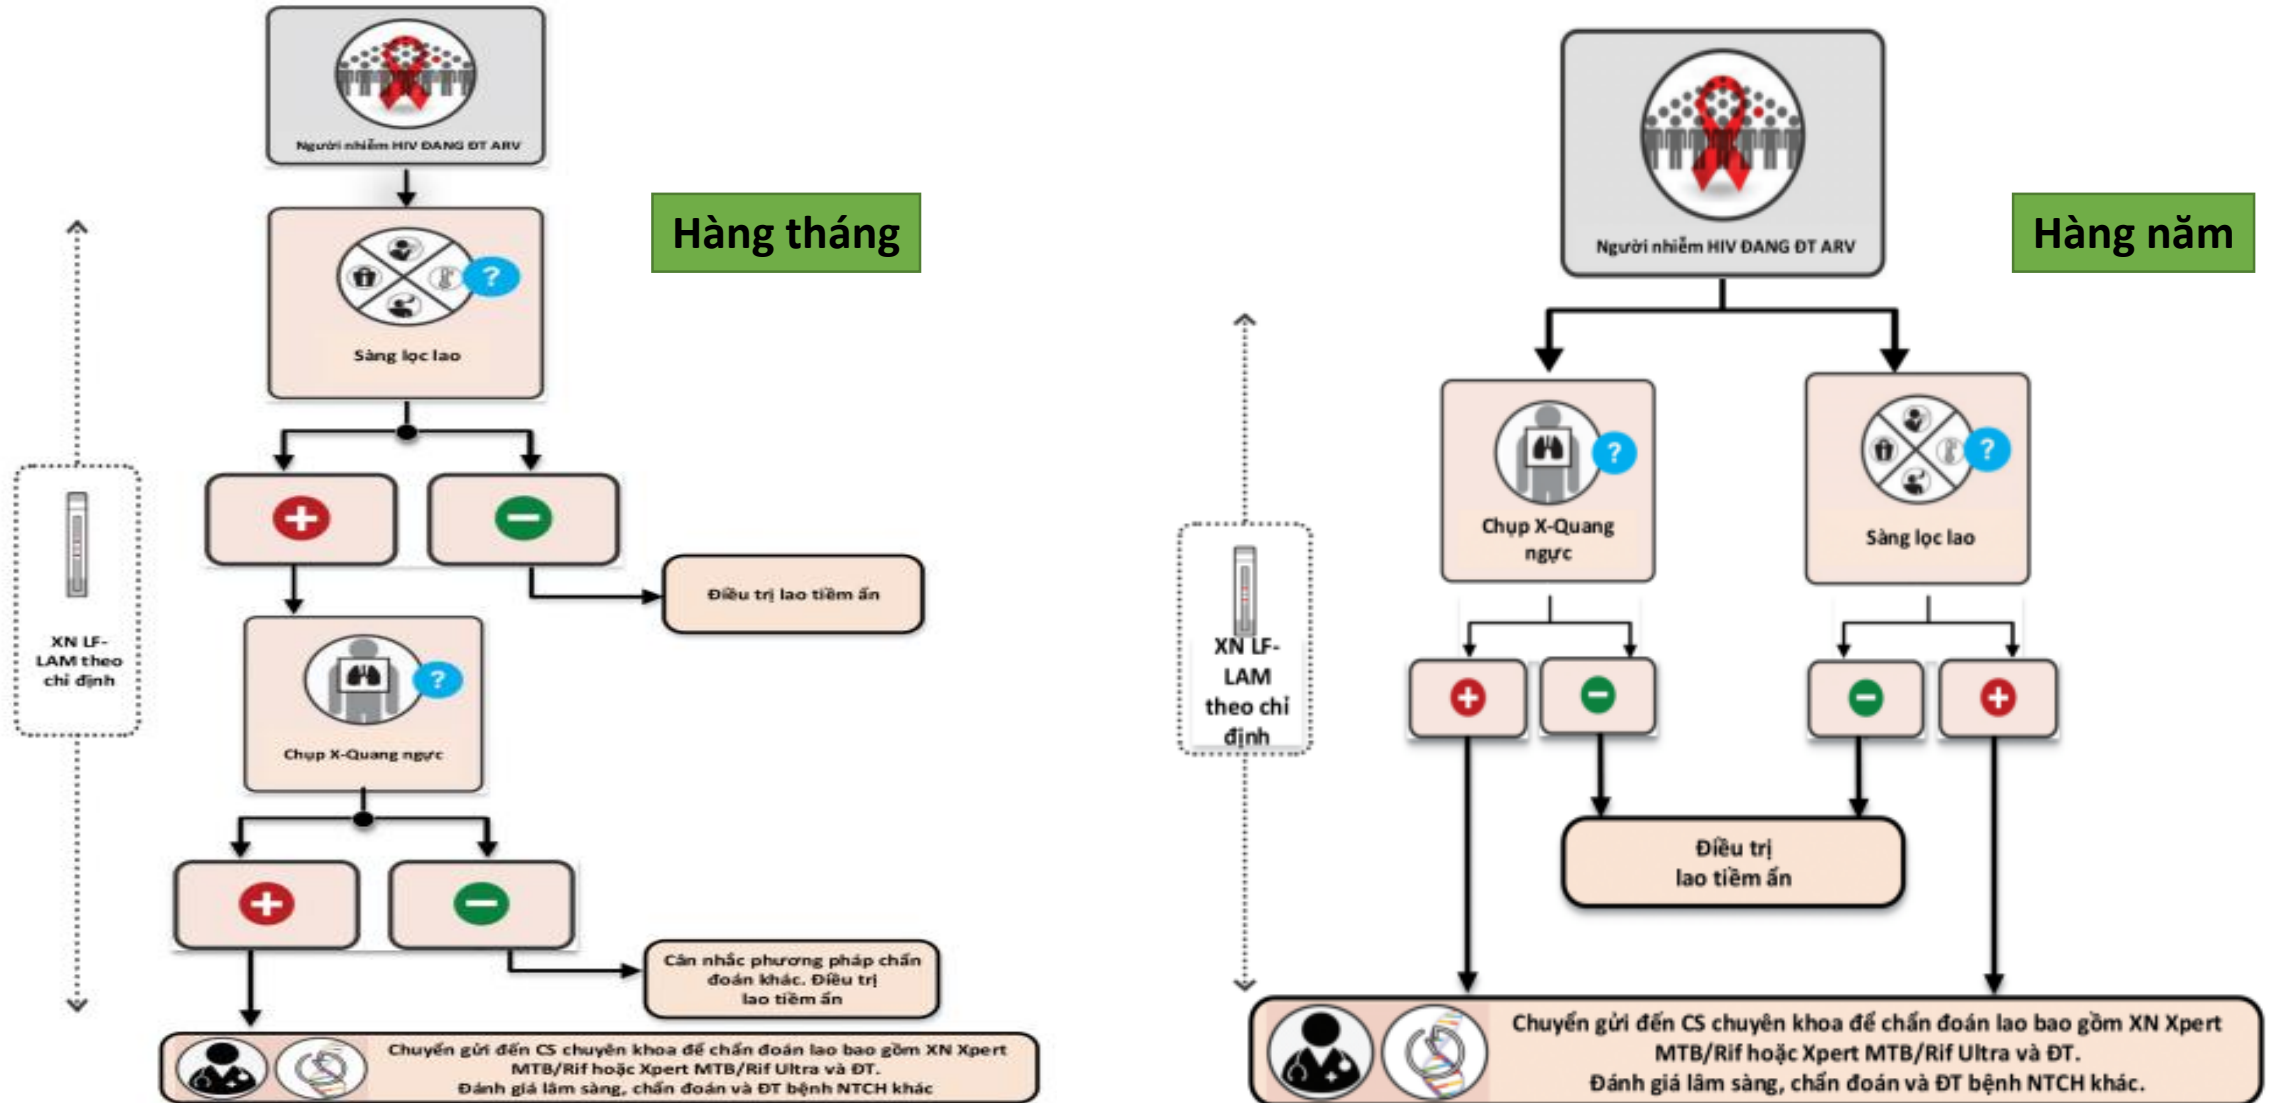 Người nhiễm HIV ĐANG ĐT ARV
Hàng tháng
Sàng lọc lao
?
Điều trị lao tiềm ẩn
XN LF-
LAM theo
chỉ định
?
Chụp X-Quang ngực
Cân nhắc phương pháp chẩn
đoán khác. Điều trị
lao tiềm ẩn
Chuyển gửi đến CS chuyên khoa để chẩn đoán lao bao gồm XN Xpert
MTB/Rif hoặc Xpert MTB/Rif Ultra và ĐT.
Đánh giá lâm sàng, chẩn đoán và ĐT bệnh NTCH khác
Người nhiễm HIV ĐANG ĐT ARV
Hàng năm
?
Chụp X-Quang
ngực
?
Sàng lọc lao
XN LF-
LAM
theo chỉ
định
Điều trị
lao tiềm ẩn
Chuyển gửi đến CS chuyên khoa để chẩn đoán lao bao gồm XN Xpert
MTB/Rif hoặc Xpert MTB/Rif Ultra và ĐT.
Đánh giá lâm sàng, chẩn đoán và ĐT bệnh NTCH khác.